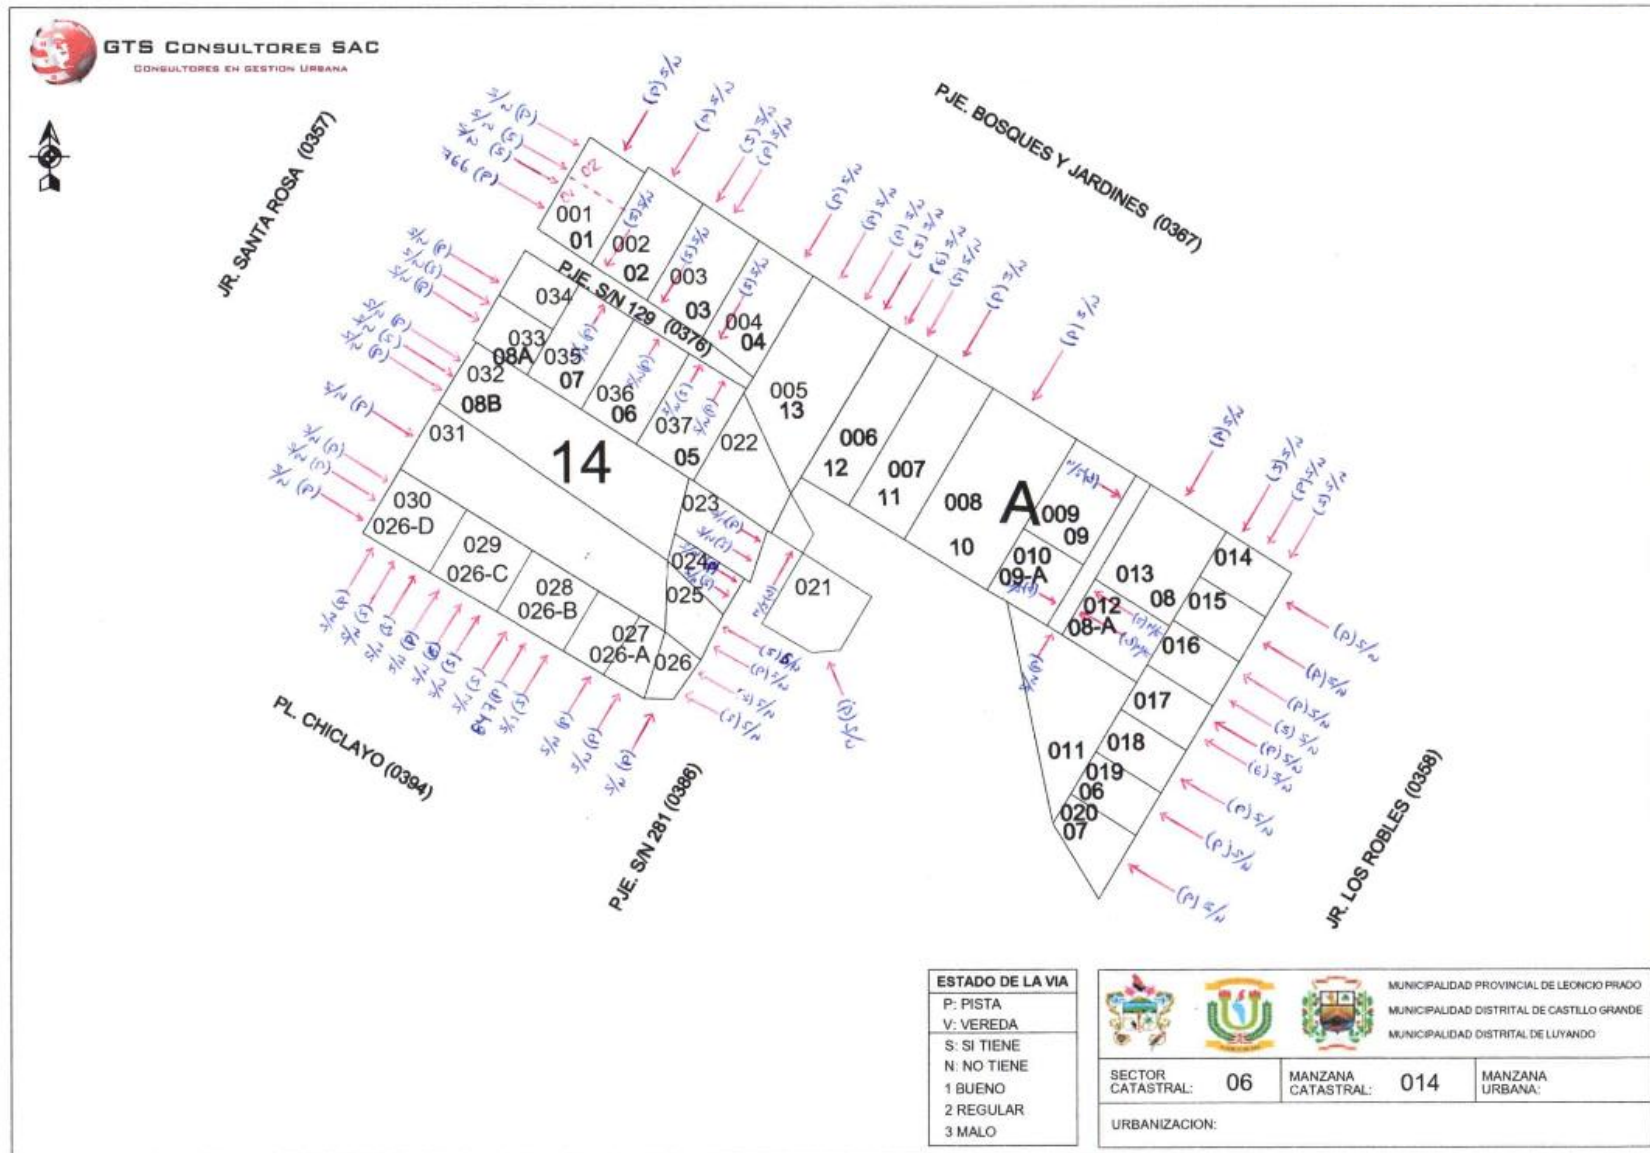 GTS CONSULTORES SAC
CONSULTORES EN GESTION URBANA
JR. SANTA ROSA (0357)
PJE. BOSQUES Y JARDINES (0367)
S/N (P)
S/N (S)
S/N (S)
766 (P)
(P) S/N
(P) S/N
(S) S/N
(P) S/N
(P) S/N
(P) S/N
(P) S/N
(S) S/N
(G) S/N
(P) S/N
(P) S/N
(P) S/N
(P) S/N
(S) S/N
(P) S/N
(S) S/N
02
01
001
01
002
02
003
03
004
04
(S) S/N
(S) S/N
(S) S/N
PJE. S/N 129 (0376)
S/N (P)
S/N (S)
S/N (P)
S/N (P)
S/N (S)
S/N (P)
S/N (P)
S/N (P)
S/N (P)
S/N (P)
034
033
08A
032
08B
031
035
07
036
06
037
05
S/N (P)
S/N (P)
S/N (S)
S/N (P)
022
005
13
006
12
007
11
008
10
14
A
009
09
010
09-A
013
08
012
08-A
014
015
016
017
011
018
019
06
020
07
023
024
025
021
030
026-D
029
026-C
028
026-B
027
026-A
026
S/N (P)
S/N (S)
S/N (P)
S/N (P)
S/N (S)
S/N (S)
S/N (P)
S/N (S)
S/N (S)
847 (P)
S/N (S)
S/N (P)
S/N (P)
S/N (P)
(P) S/N
(S) S/N
(S) S/N
(P) S/N
(P) S/N
(P) S/N
(P) S/N
(S) S/N
(P) S/N
(G) S/N
(P) S/N
(P) S/N
(P) S/N
PL. CHICLAYO (0394)
PJE. S/N 281 (0386)
JR. LOS ROBLES (0358)
ESTADO DE LA VIA
P: PISTA
V: VEREDA
S: SI TIENE
N: NO TIENE
1 BUENO
2 REGULAR
3 MALO
MUNICIPALIDAD PROVINCIAL DE LEONCIO PRADO
MUNICIPALIDAD DISTRITAL DE CASTILLO GRANDE
MUNICIPALIDAD DISTRITAL DE LUYANDO
SECTOR CATASTRAL: 06
MANZANA CATASTRAL: 014
MANZANA URBANA:
URBANIZACION: